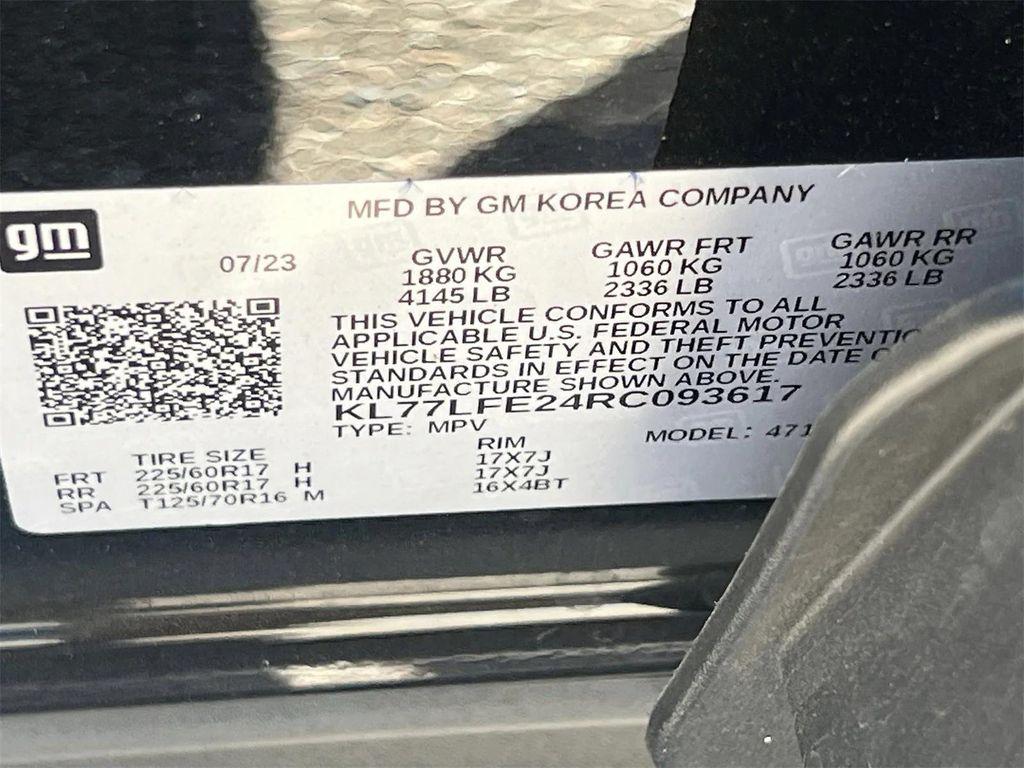 MFD BY GM KOREA COMPANY
gm
07/23
GVWR GAWR FRT GAWR RR
1880 KG 1060 KG 1060 KG
4145 LB 2336 LB 2336 LB
THIS VEHICLE CONFORMS TO ALL
APPLICABLE U.S. FEDERAL MOTOR
VEHICLE SAFETY AND THEFT PREVENTIO
STANDARDS IN EFFECT ON THE DATE
MANUFACTURE SHOWN ABOVE.
KL77LFE24RC093617
TYPE: MPV MODEL: 471
TIRE SIZE RIM
FRT 225/60R17 H 17X7J
RR 225/60R17 H 17X7J
SPA T125/70R16 M 16X4BT